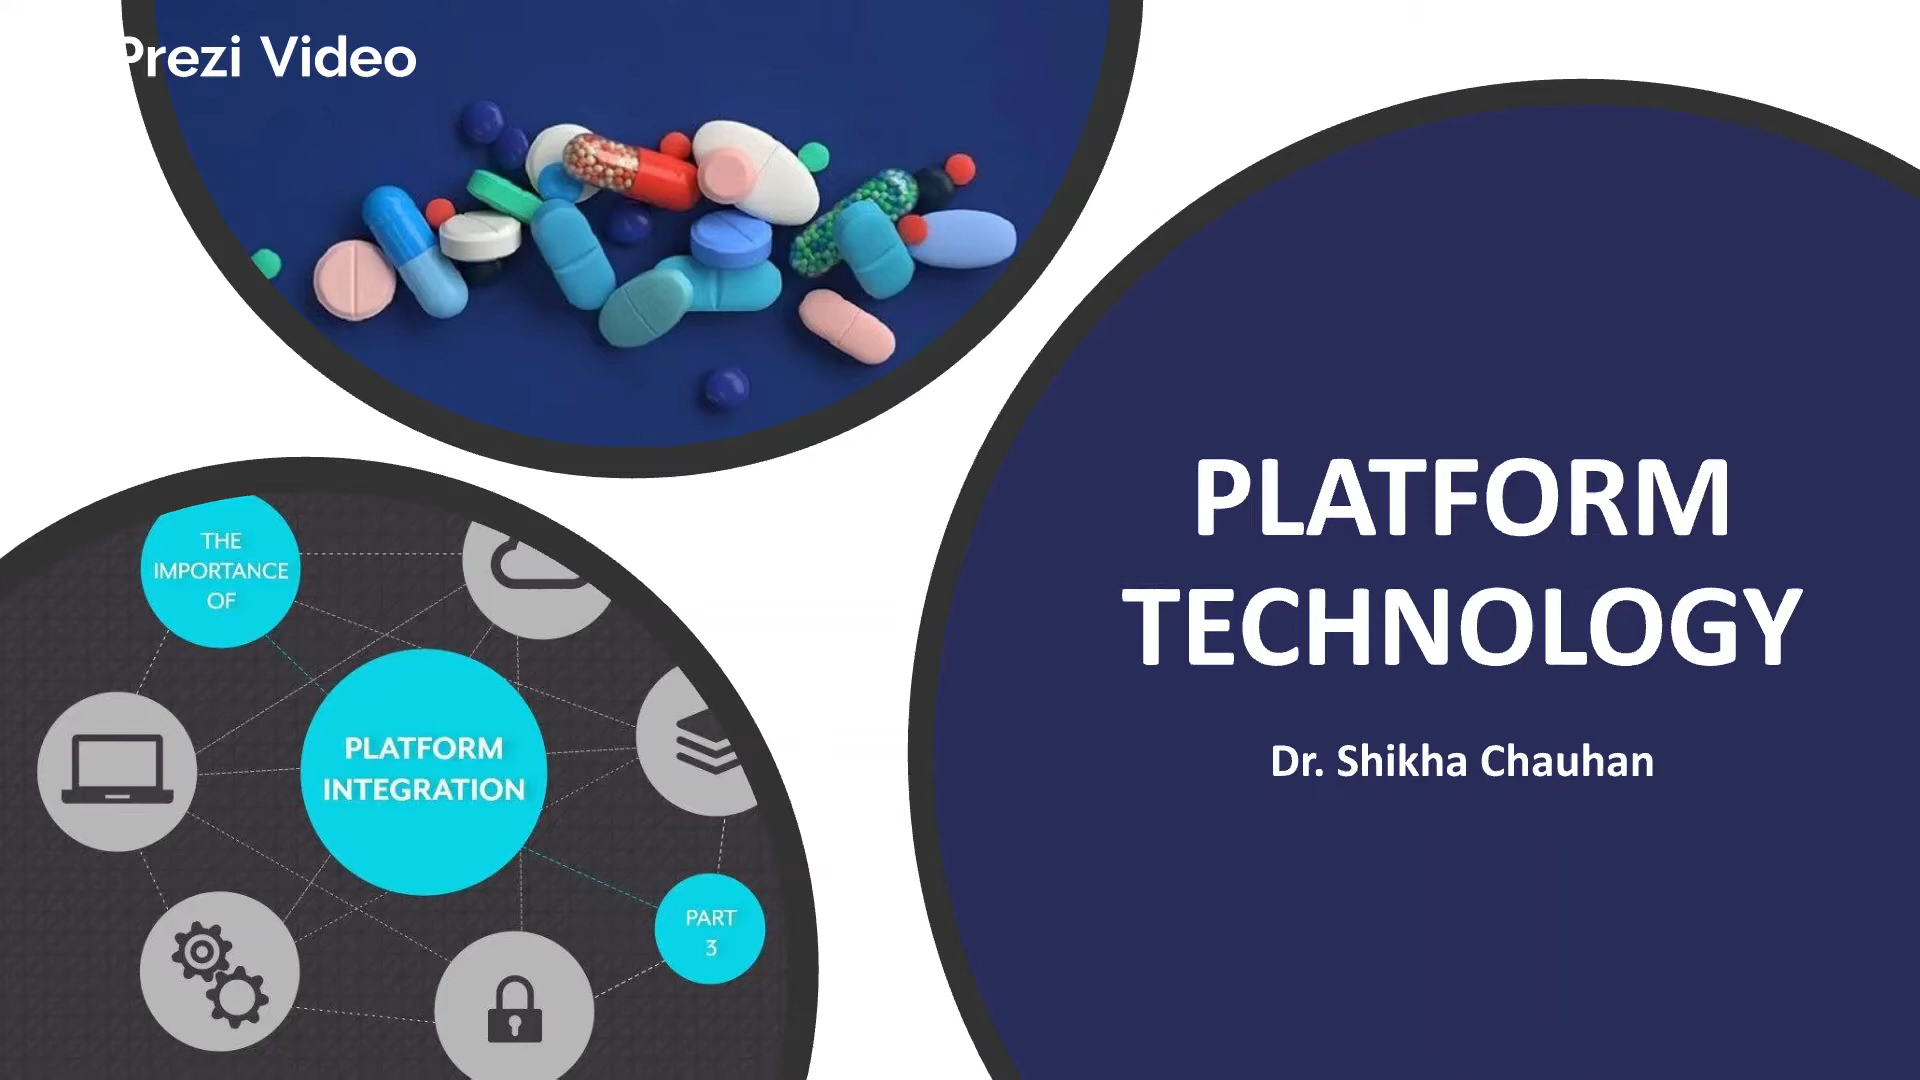 Prezi Video
PLATFORM
TECHNOLOGY
Dr. Shikha Chauhan
THE
IMPORTANCE
OF
PLATFORM
INTEGRATION
PART
3